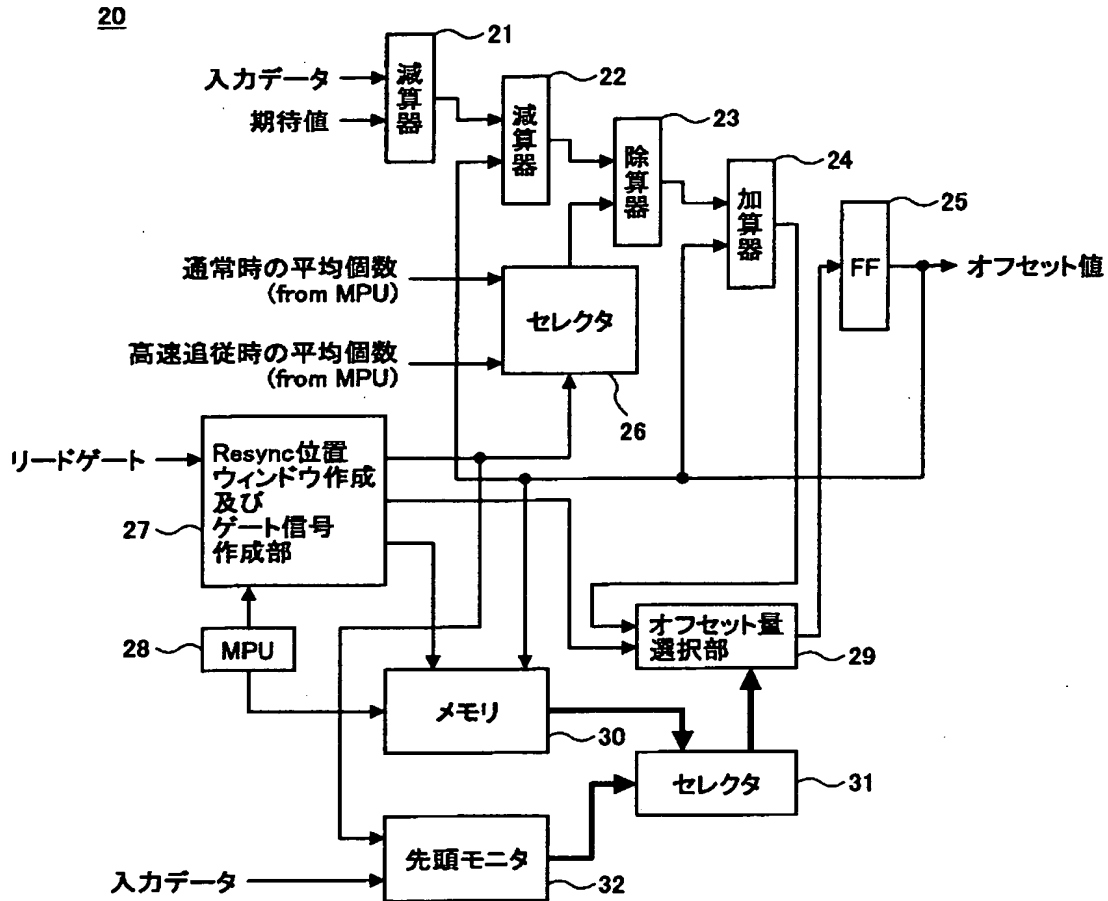 20
21
入力データ
期待値
減算器
22
減算器
23
除算器
24
加算器
25
FF
オフセット値
通常時の平均個数
(from MPU)
高速追従時の平均個数
(from MPU)
セレクタ
26
リードゲート
Resync位置
ウィンドウ作成
及び
ゲート信号
作成部
27
28
MPU
オフセット量
選択部
29
メモリ
30
セレクタ
31
先頭モニタ
32
入力データ